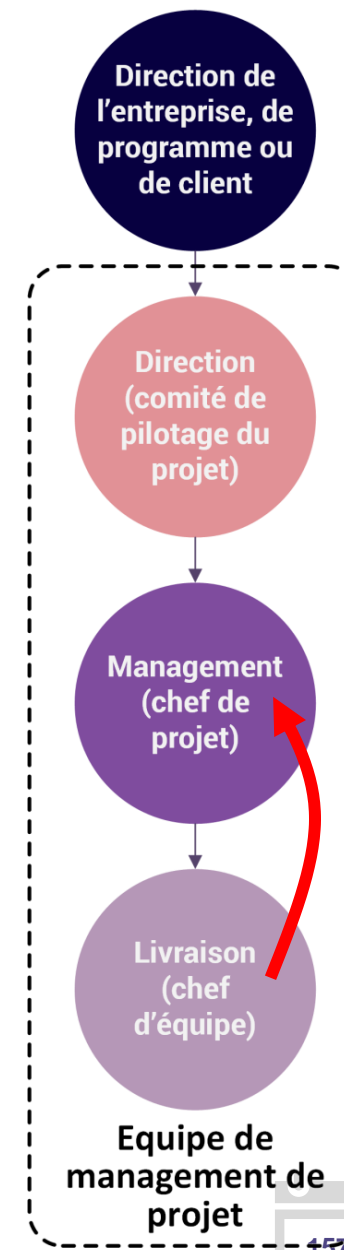 Direction de
l'entreprise, de
programme ou
de client
Direction
(comité de
pilotage du
projet)
Management
(chef de
projet)
Livraison
(chef
d'équipe)
Equipe de
management de
projet